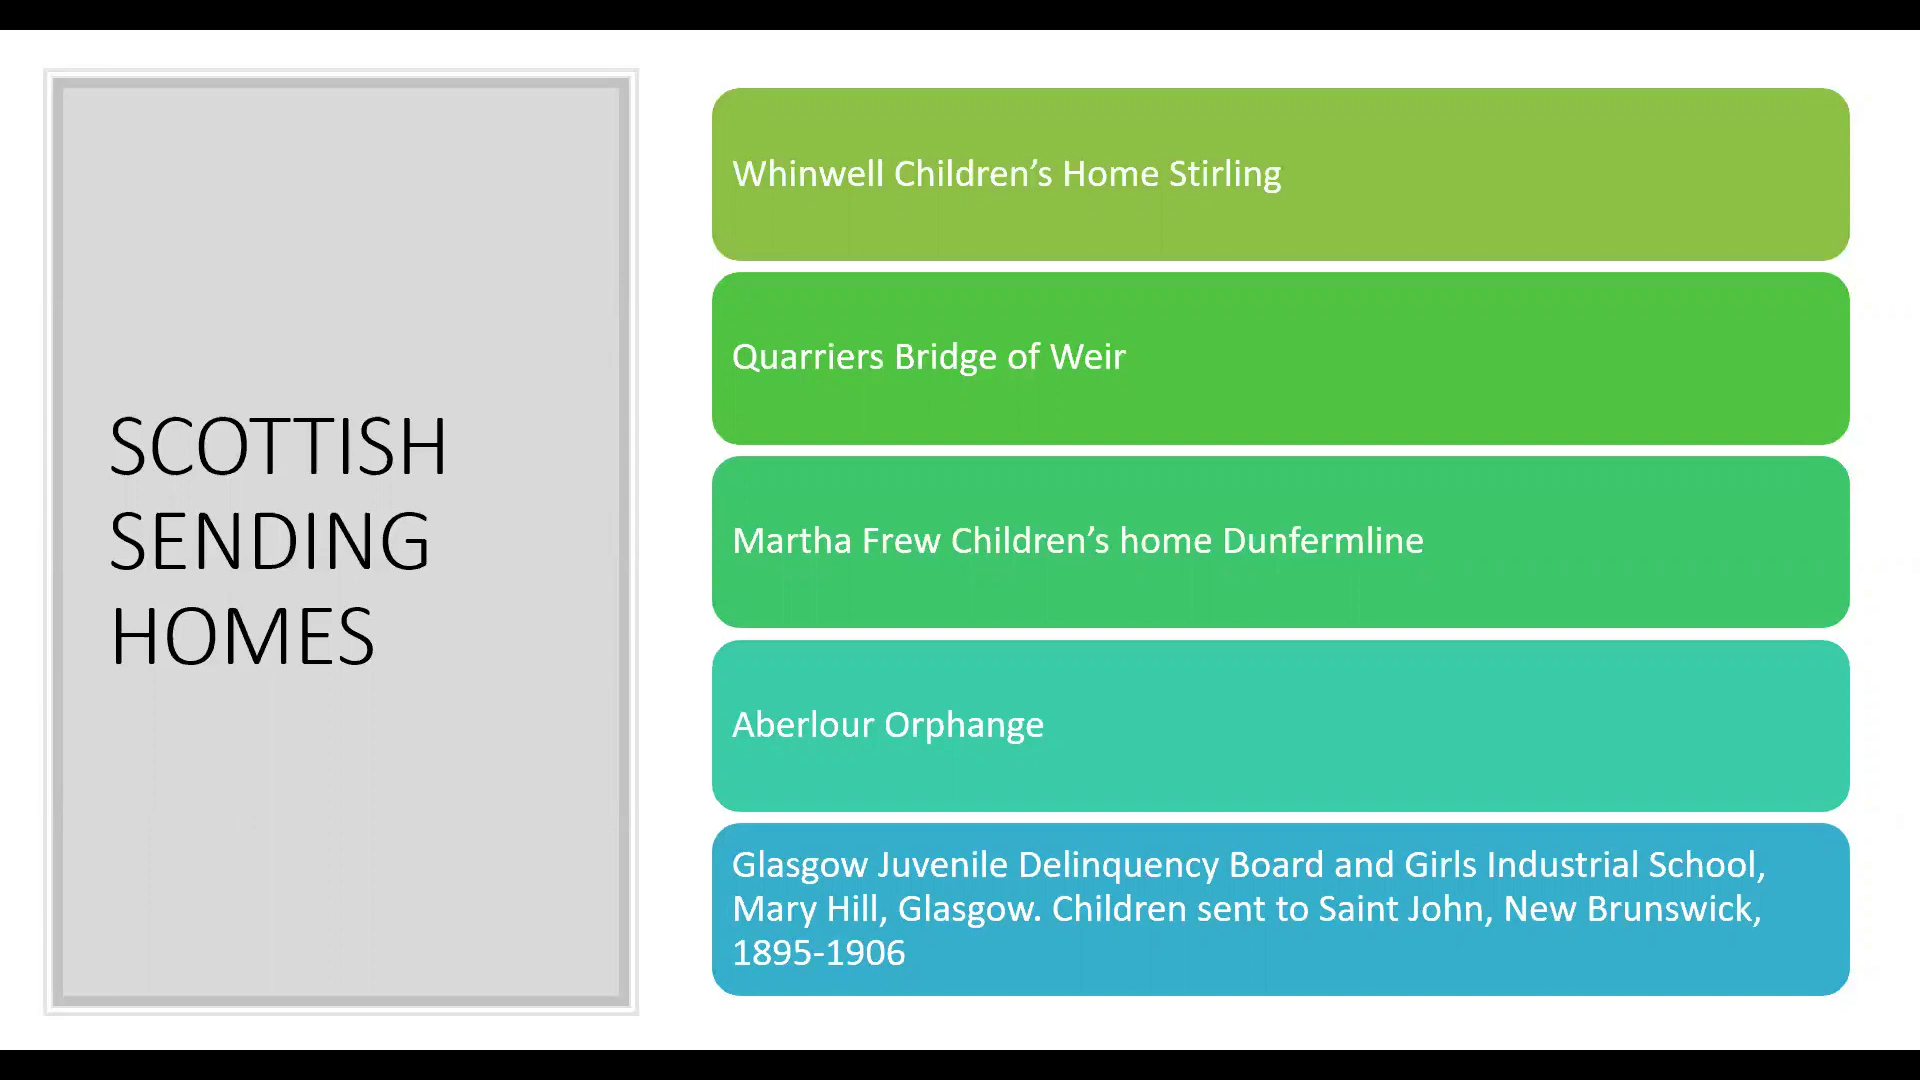 SCOTTISH
SENDING
HOMES
Whinwell Children’s Home Stirling
Quarriers Bridge of Weir
Martha Frew Children’s home Dunfermline
Aberlour Orphange
Glasgow Juvenile Delinquency Board and Girls Industrial School,
Mary Hill, Glasgow. Children sent to Saint John, New Brunswick,
1895-1906